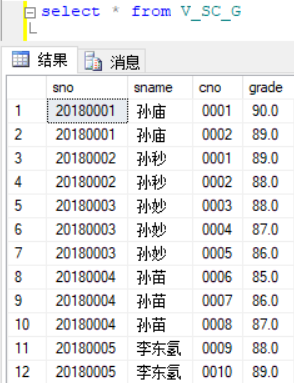 select * from V_SC_G
结果 消息
sno sname cno grade
1 20180001 孙庙 0001 90.0
2 20180001 孙庙 0002 89.0
3 20180002 孙秒 0001 89.0
4 20180002 孙秒 0002 88.0
5 20180003 孙妙 0003 88.0
6 20180003 孙妙 0004 87.0
7 20180003 孙妙 0005 86.0
8 20180004 孙苗 0006 85.0
9 20180004 孙苗 0007 86.0
10 20180004 孙苗 0008 87.0
11 20180005 李东氢 0009 88.0
12 20180005 李东氢 0010 89.0